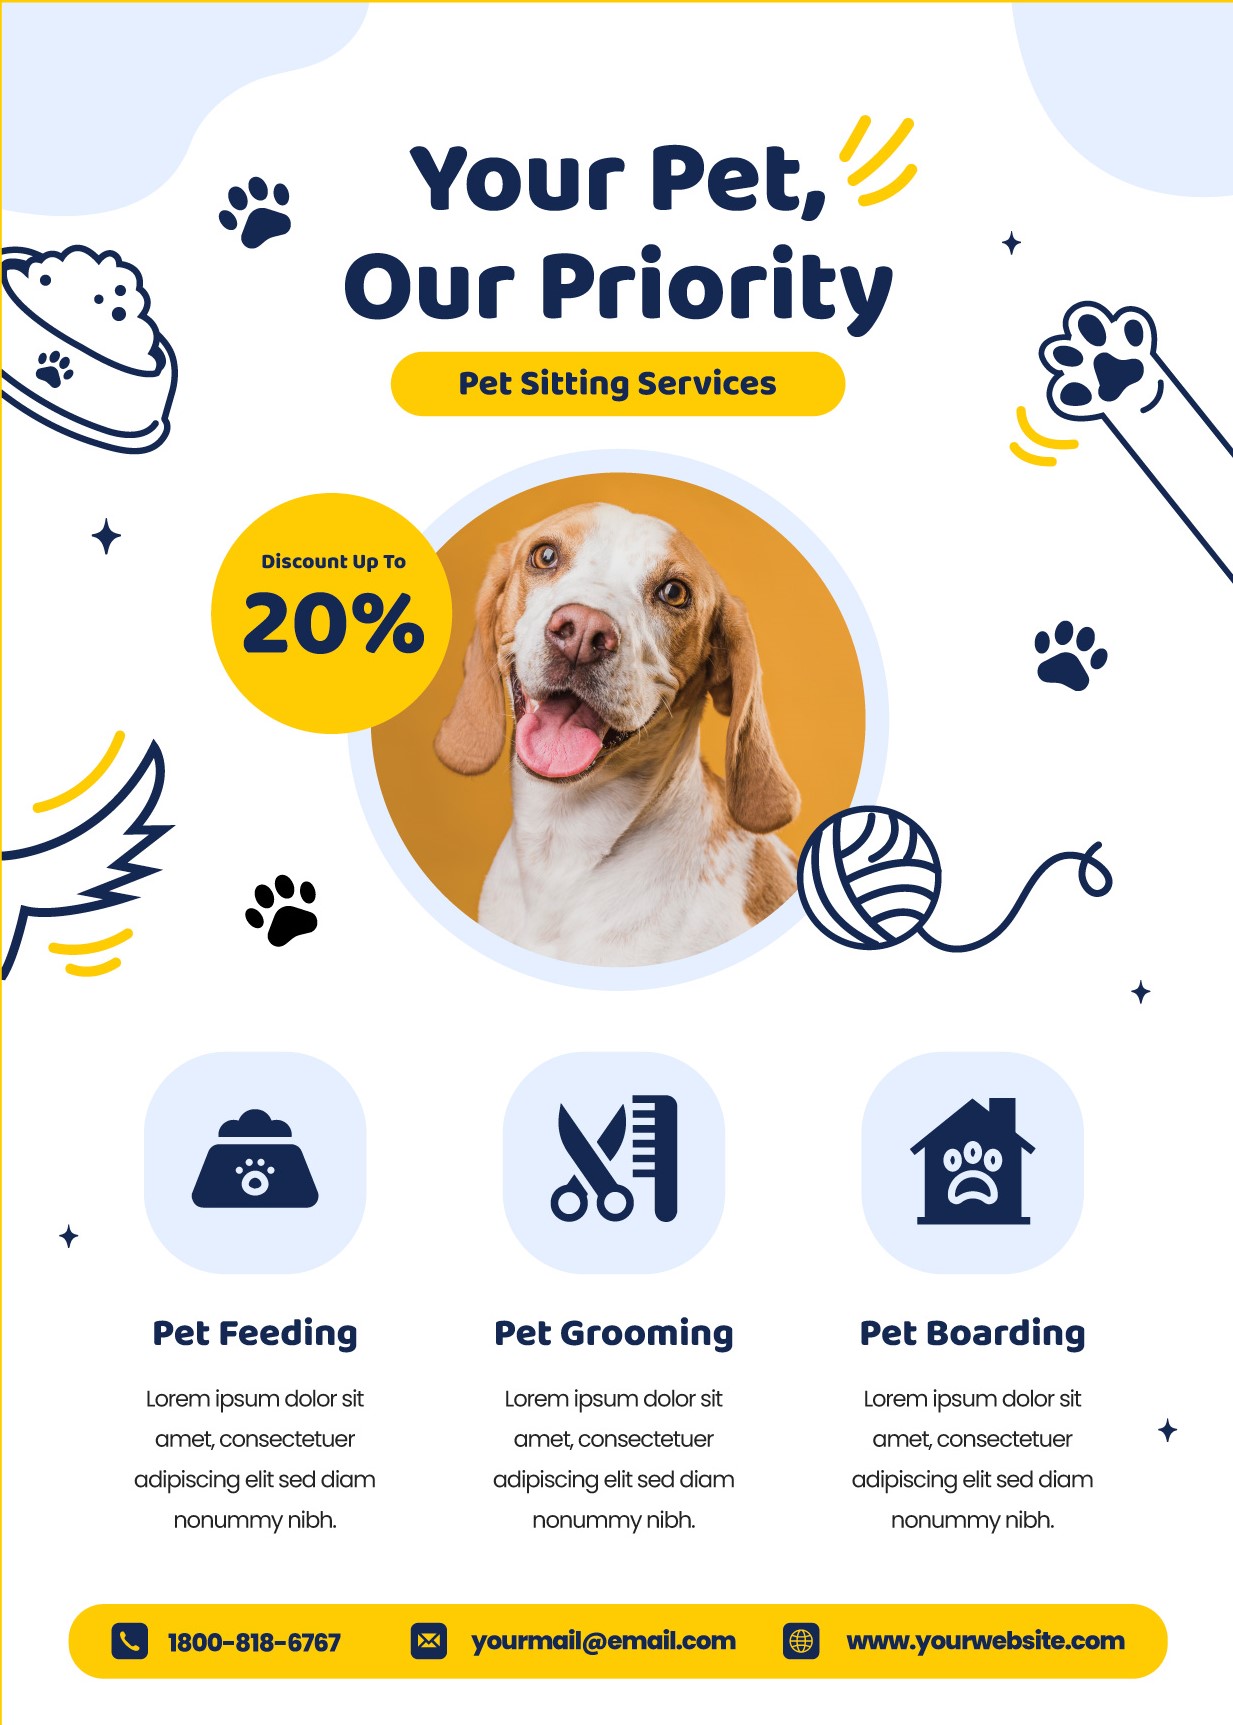 Your Pet,
Our Priority
Pet Sitting Services
Discount Up To
20%
Pet Feeding
Lorem ipsum dolor sit
amet, consectetuer
adipiscing elit sed diam
nonummy nibh.
Pet Grooming
Lorem ipsum dolor sit
amet, consectetuer
adipiscing elit sed diam
nonummy nibh.
Pet Boarding
Lorem ipsum dolor sit
amet, consectetuer
adipiscing elit sed diam
nonummy nibh.
1800-818-6767
yourmail@email.com
www.yourwebsite.com